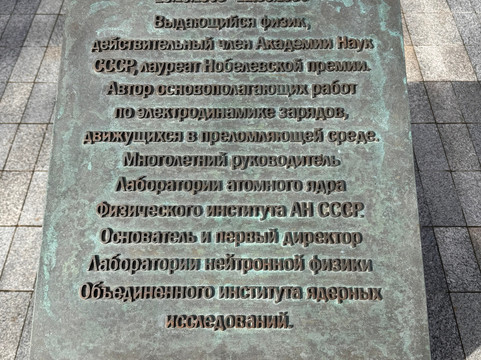 Выдающийся физик,
действительный член Академии Наук
СССР, лауреат Нобелевской премии.
Автор основополагающих работ
по электродинамике зарядов,
движущихся в преломляющей среде.
Многолетний руководитель
Лаборатории атомного ядра
Физического института АН СССР.
Основатель и первый директор
Лаборатории нейтронной физики
Объединенного института ядерных
исследований.